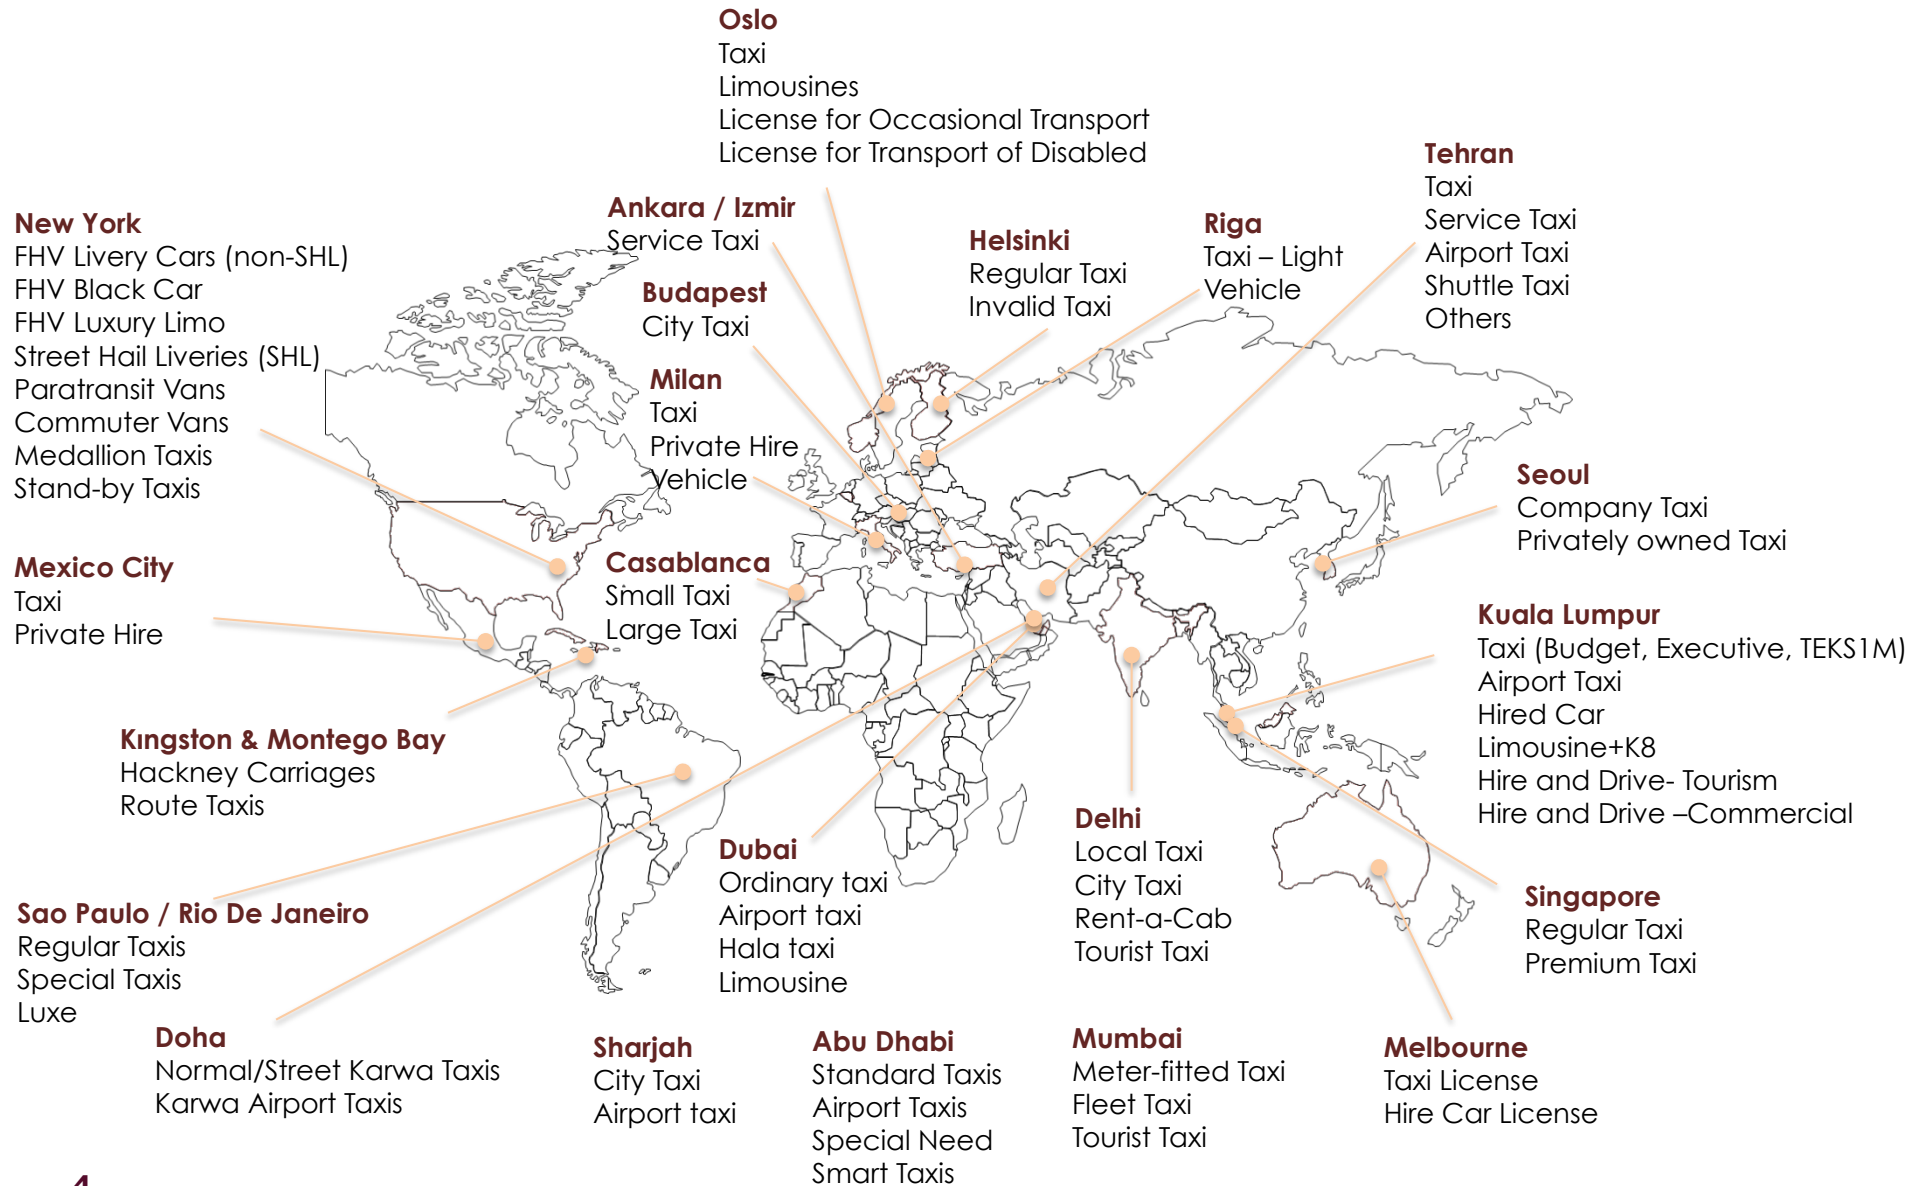 Oslo
Taxi
Limousines
License for Occasional Transport
License for Transport of Disabled
Tehran
Taxi
Service Taxi
Airport Taxi
Shuttle Taxi
Others
New York
FHV Livery Cars (non-SHL)
FHV Black Car
FHV Luxury Limo
Street Hail Liveries (SHL)
Paratransit Vans
Commuter Vans
Medallion Taxis
Stand-by Taxis
Ankara / Izmir
Service Taxi
Helsinki
Regular Taxi
Invalid Taxi
Riga
Taxi – Light
Vehicle
Budapest
City Taxi
Milan
Taxi
Private Hire
Vehicle
Seoul
Company Taxi
Privately owned Taxi
Mexico City
Taxi
Private Hire
Casablanca
Small Taxi
Large Taxi
Kuala Lumpur
Taxi (Budget, Executive, TEKS1M)
Airport Taxi
Hired Car
Limousine+K8
Hire and Drive- Tourism
Hire and Drive –Commercial
Kıngston & Montego Bay
Hackney Carriages
Route Taxis
Dubai
Ordinary taxi
Airport taxi
Hala taxi
Limousine
Delhi
Local Taxi
City Taxi
Rent-a-Cab
Tourist Taxi
Singapore
Regular Taxi
Premium Taxi
Sao Paulo / Rio De Janeiro
Regular Taxis
Special Taxis
Luxe
Doha
Normal/Street Karwa Taxis
Karwa Airport Taxis
Sharjah
City Taxi
Airport taxi
Abu Dhabi
Standard Taxis
Airport Taxis
Special Need
Smart Taxis
Mumbai
Meter-fitted Taxi
Fleet Taxi
Tourist Taxi
Melbourne
Taxi License
Hire Car License
4